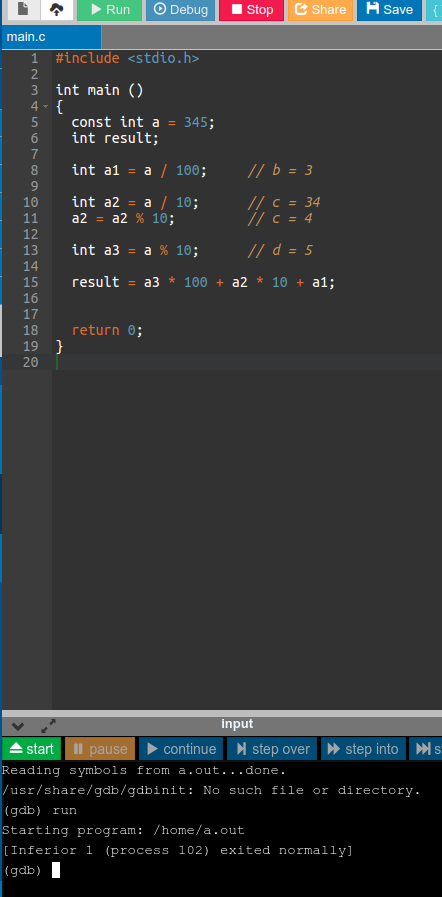 Run Debug Stop Share Save {
main.c
1 #include <stdio.h>
2
3 int main ()
4 {
5 const int a = 345;
6 int result;
7
8 int a1 = a / 100; // b = 3
9
10 int a2 = a / 10; // c = 34
11 a2 = a2 % 10; // c = 4
12
13 int a3 = a % 10; // d = 5
14
15 result = a3 * 100 + a2 * 10 + a1;
16
17
18 return 0;
19 }
20
input
start pause continue step over step into s
Reading symbols from a.out...done.
/usr/share/gdb/gdbinit: No such file or directory.
(gdb) run
Starting program: /home/a.out
[Inferior 1 (process 102) exited normally]
(gdb)